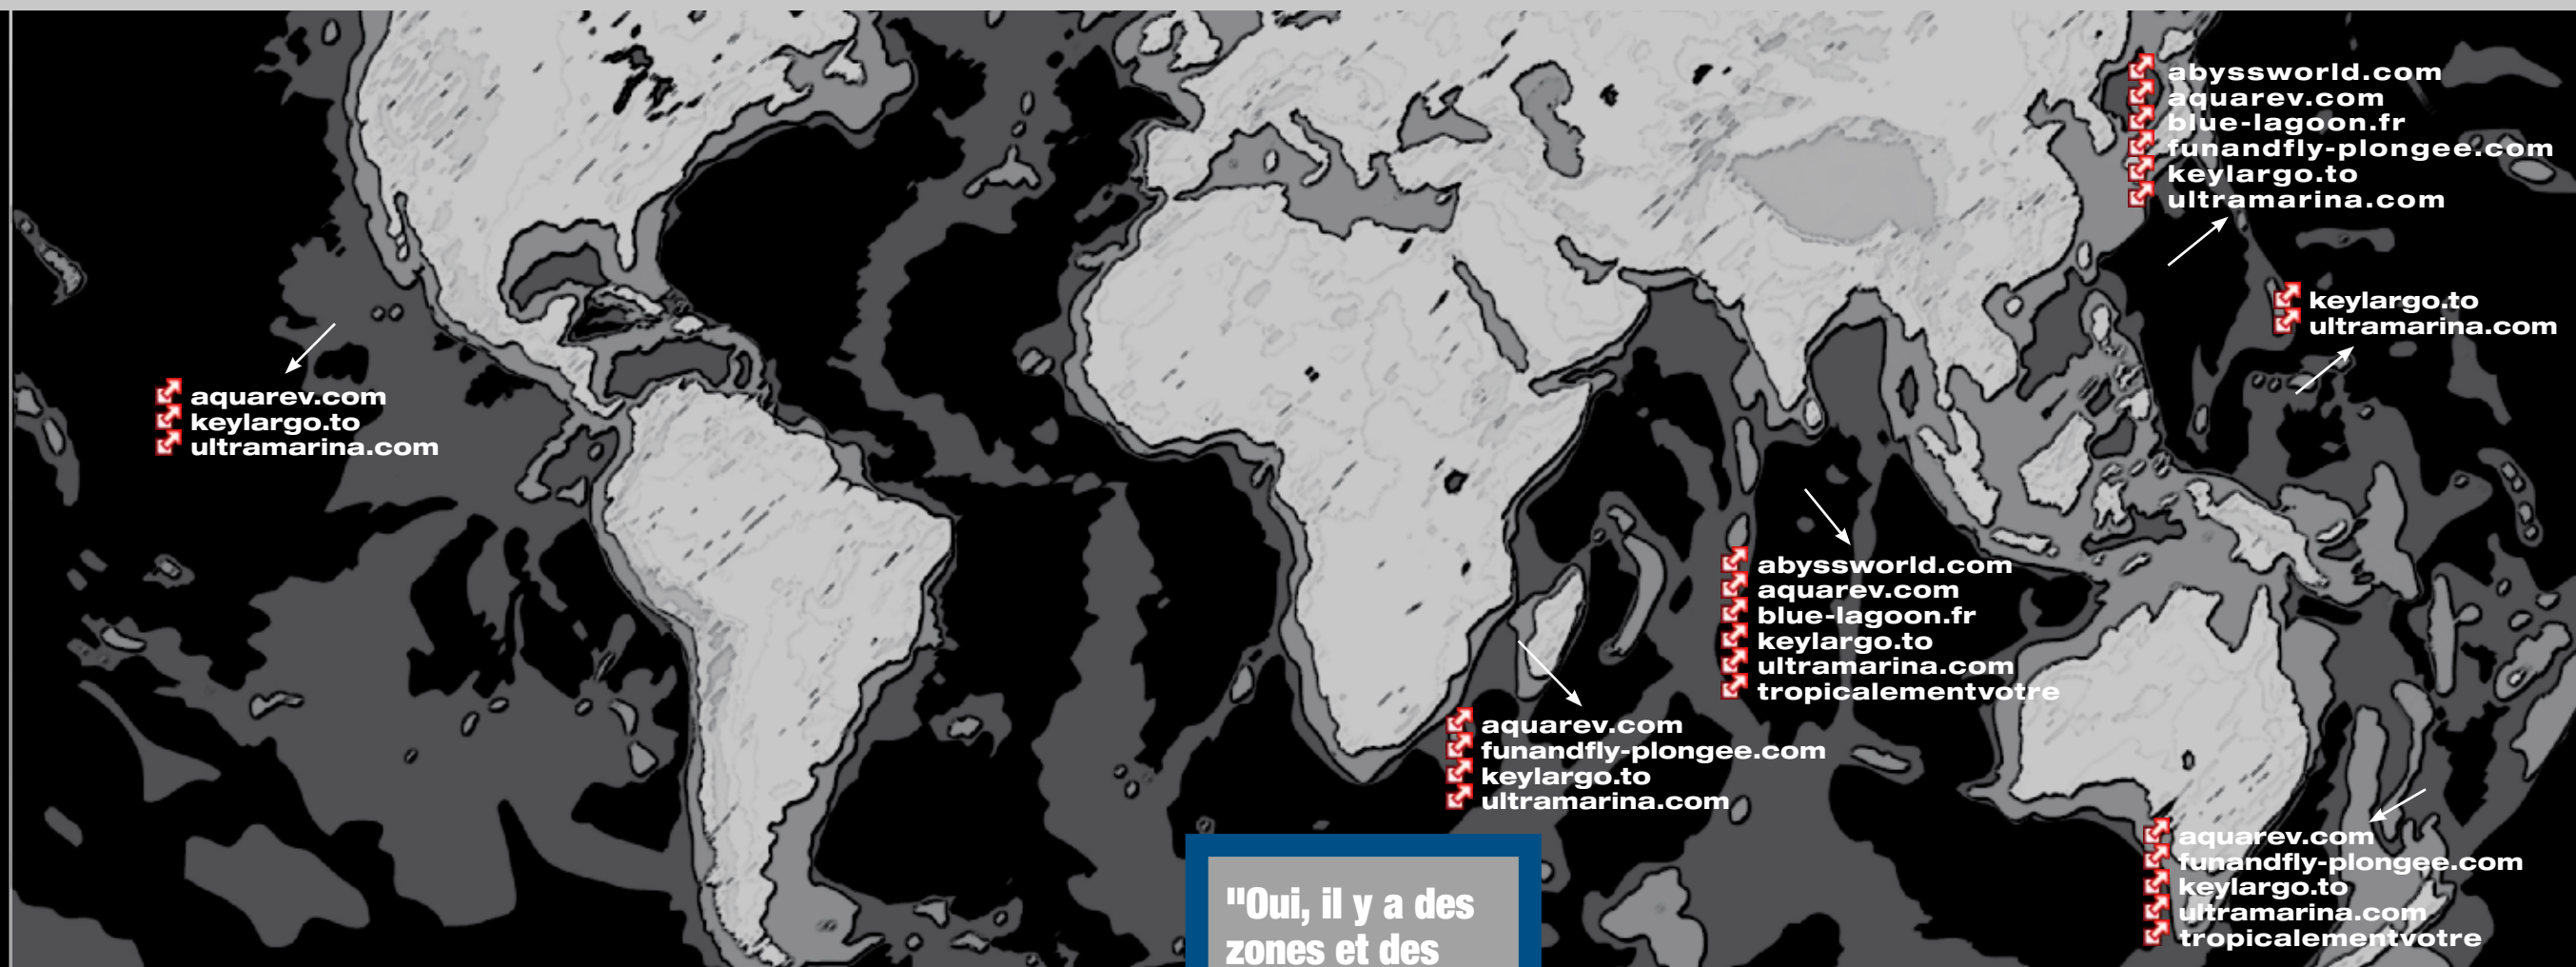 abyssworld.com
aquarev.com
blue-lagoon.fr
funandfly-plongee.com
keylargo.to
ultramarina.com
keylargo.to
ultramarina.com
aquarev.com
keylargo.to
ultramarina.com
abyssworld.com
aquarev.com
blue-lagoon.fr
keylargo.to
ultramarina.com
tropicalementvotre
aquarev.com
funandfly-plongee.com
keylargo.to
ultramarina.com
aquarev.com
funandfly-plongee.com
keylargo.to
ultramarina.com
tropicalementvotre
"Oui, il y a des
zones et des